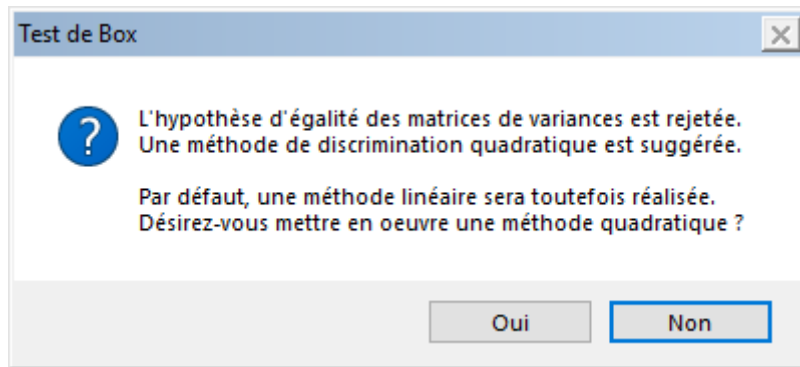 Test de Box
L'hypothèse d'égalité des matrices de variances est rejetée.
Une méthode de discrimination quadratique est suggérée.
Par défaut, une méthode linéaire sera toutefois réalisée.
Désirez-vous mettre en oeuvre une méthode quadratique ?
Oui
Non